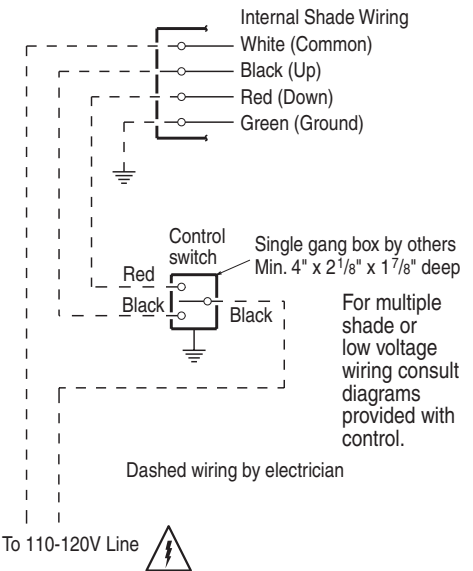 Internal Shade Wiring
White (Common)
Black (Up)
Red (Down)
Green (Ground)
Control
switch
Single gang box by others
Min. 4" x 2 1/8" x 1 7/8" deep
Red
Black
Black
For multiple
shade or
low voltage
wiring consult
diagrams
provided with
control.
Dashed wiring by electrician
To 110-120V Line